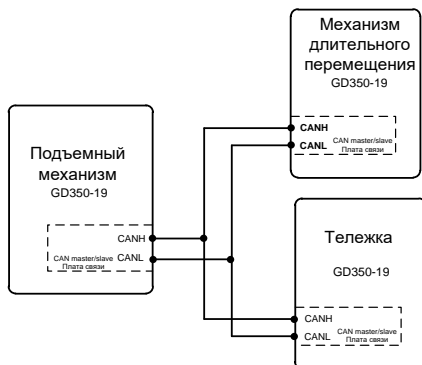 Механизм
длительного
перемещения
GD350-19
CANH
CANL
CAN master/slave
Плата связи
Подъемный
механизм
GD350-19
CANH
CANL
CAN master/slave
Плата связи
Тележка
GD350-19
CANH
CANL
CAN master/slave
Плата связи